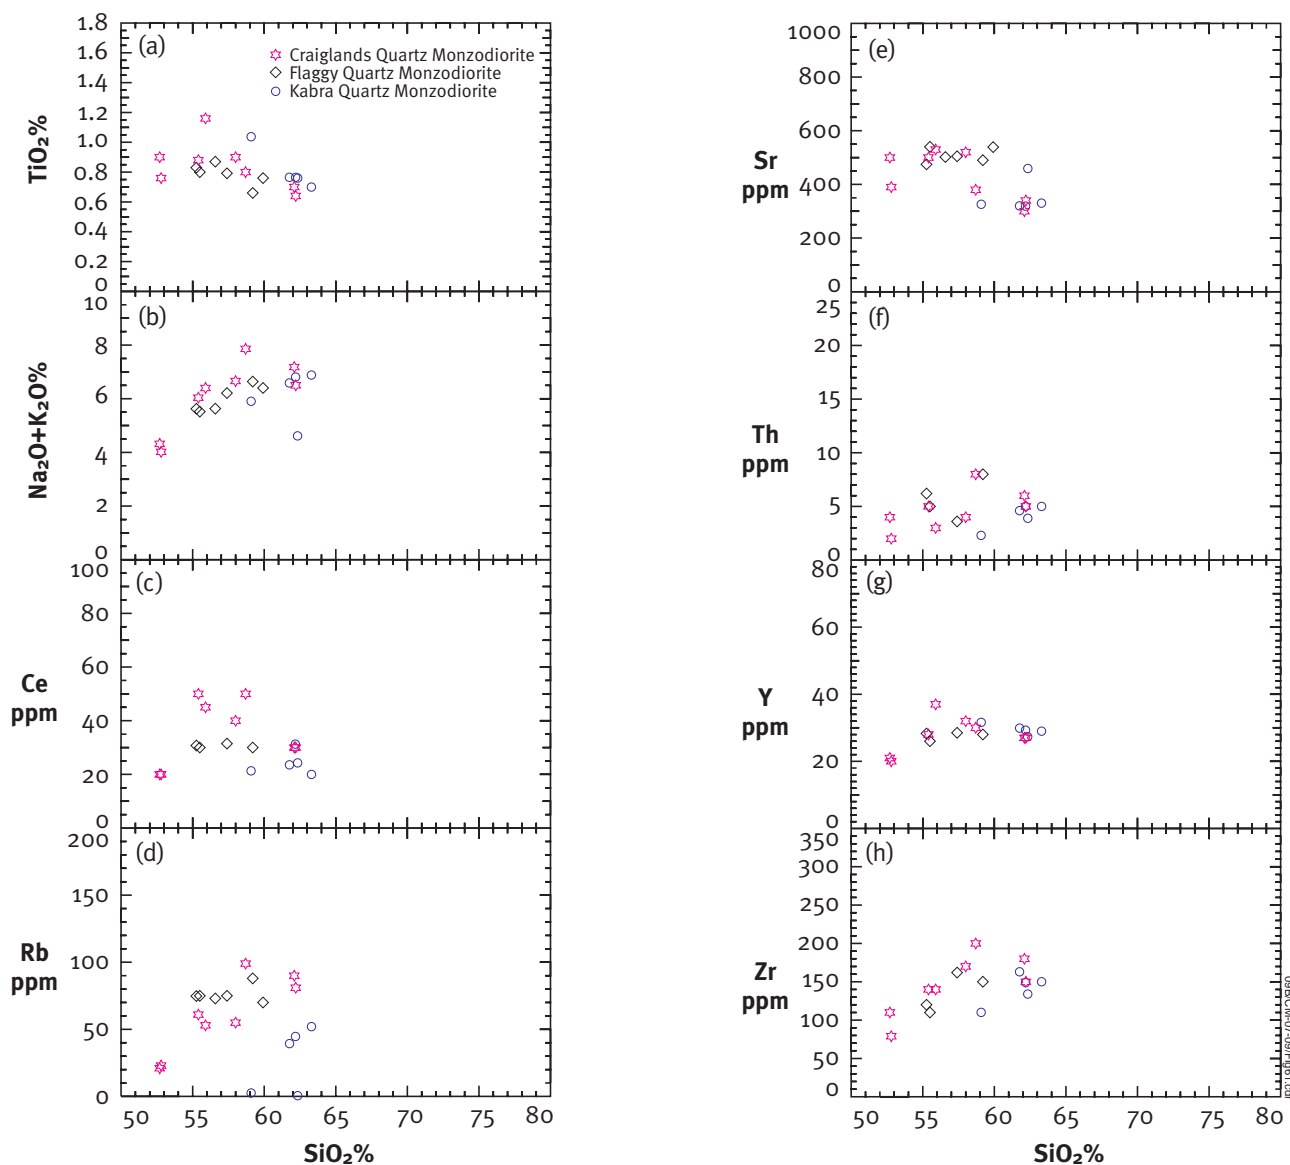 (a)
Craiglands Quartz Monzodiorite
Flaggy Quartz Monzodiorite
Kabra Quartz Monzodiorite
TiO₂%
1.8
1.6
1.4
1.2
1.0
0.8
0.6
0.4
0.2
0
(b)
Na₂O+K₂O%
10
8
6
4
2
0
(c)
Ce
ppm
100
80
60
40
20
0
(d)
Rb
ppm
200
150
100
50
0
50 55 60 65 70 75 80
SiO₂%
(e)
Sr
ppm
1000
800
600
400
200
0
(f)
Th
ppm
25
20
15
10
5
0
(g)
Y
ppm
80
60
40
20
0
(h)
Zr
ppm
350
300
250
200
150
100
50
0
50 55 60 65 70 75 80
SiO₂%